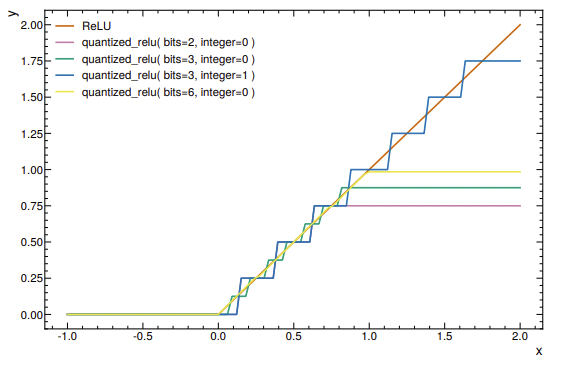 y
2.00
1.75
1.50
1.25
1.00
0.75
0.50
0.25
0.00
ReLU
quantized_relu( bits=2, integer=0 )
quantized_relu( bits=3, integer=0 )
quantized_relu( bits=3, integer=1 )
quantized_relu( bits=6, integer=0 )
-1.0 -0.5 0.0 0.5 1.0 1.5 2.0
x